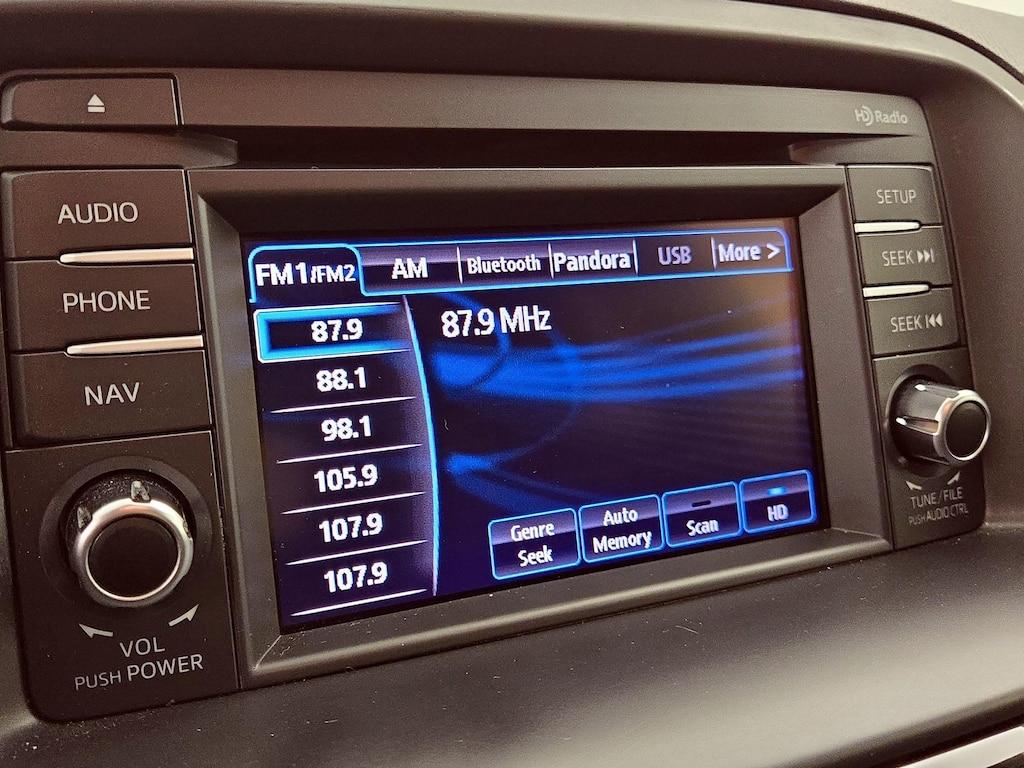 HD Radio
AUDIO
PHONE
NAV
VOL
PUSH POWER
FM1/FM2
AM
Bluetooth
Pandora
USB
More >
87.9
88.1
98.1
105.9
107.9
107.9
87.9 MHz
Genre
Seek
Auto
Memory
Scan
HD
SETUP
SEEK
SEEK
TUNE/FILE
PUSH AUDIO CTRL